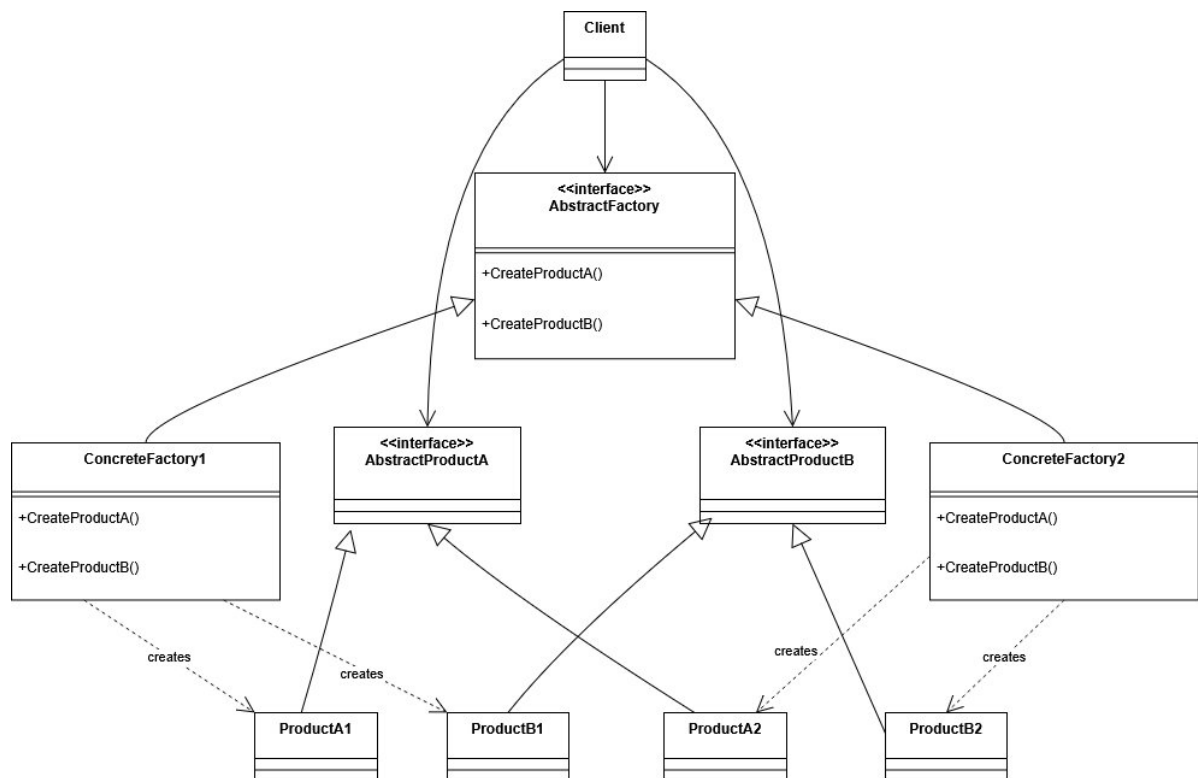 Client
<<interface>>
AbstractFactory
+CreateProductA()
+CreateProductB()
ConcreteFactory1
+CreateProductA()
+CreateProductB()
<<interface>>
AbstractProductA
<<interface>>
AbstractProductB
ConcreteFactory2
+CreateProductA()
+CreateProductB()
creates
creates
creates
creates
ProductA1
ProductB1
ProductA2
ProductB2